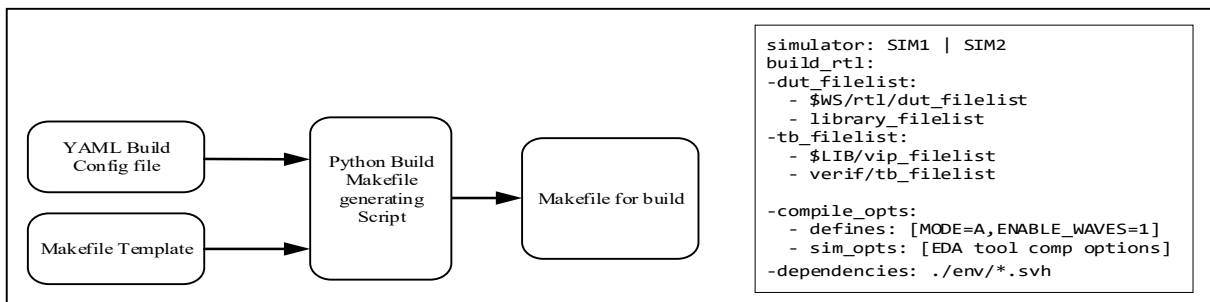 YAML Build
Config file
Makefile Template
Python Build
Makefile
generating
Script
Makefile for build
simulator: SIM1 | SIM2
build_rtl:
-dut_filelist:
- $WS/rtl/dut_filelist
- library_filelist
-tb_filelist:
- $LIB/vip_filelist
- verif/tb_filelist
-compile_opts:
- defines: [MODE=A,ENABLE_WAVES=1]
- sim_opts: [EDA tool comp options]
-dependencies: ./env/*.svh